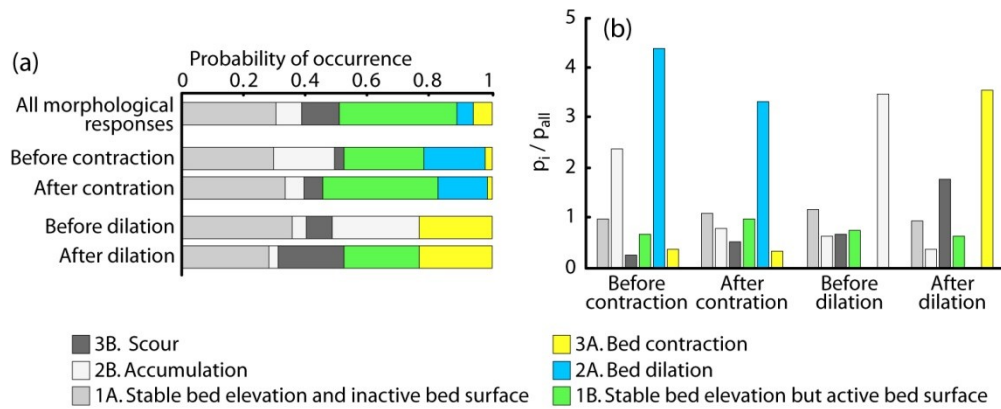 (a)
Probability of occurrence
0 0.2 0.4 0.6 0.8 1
All morphological
responses
Before contraction
After contration
Before dilation
After dilation
(b)
p_i / p_all
5
4
3
2
1
0
Before
contraction
After
contration
Before
dilation
After
dilation
3B. Scour
2B. Accumulation
1A. Stable bed elevation and inactive bed surface
3A. Bed contraction
2A. Bed dilation
1B. Stable bed elevation but active bed surface